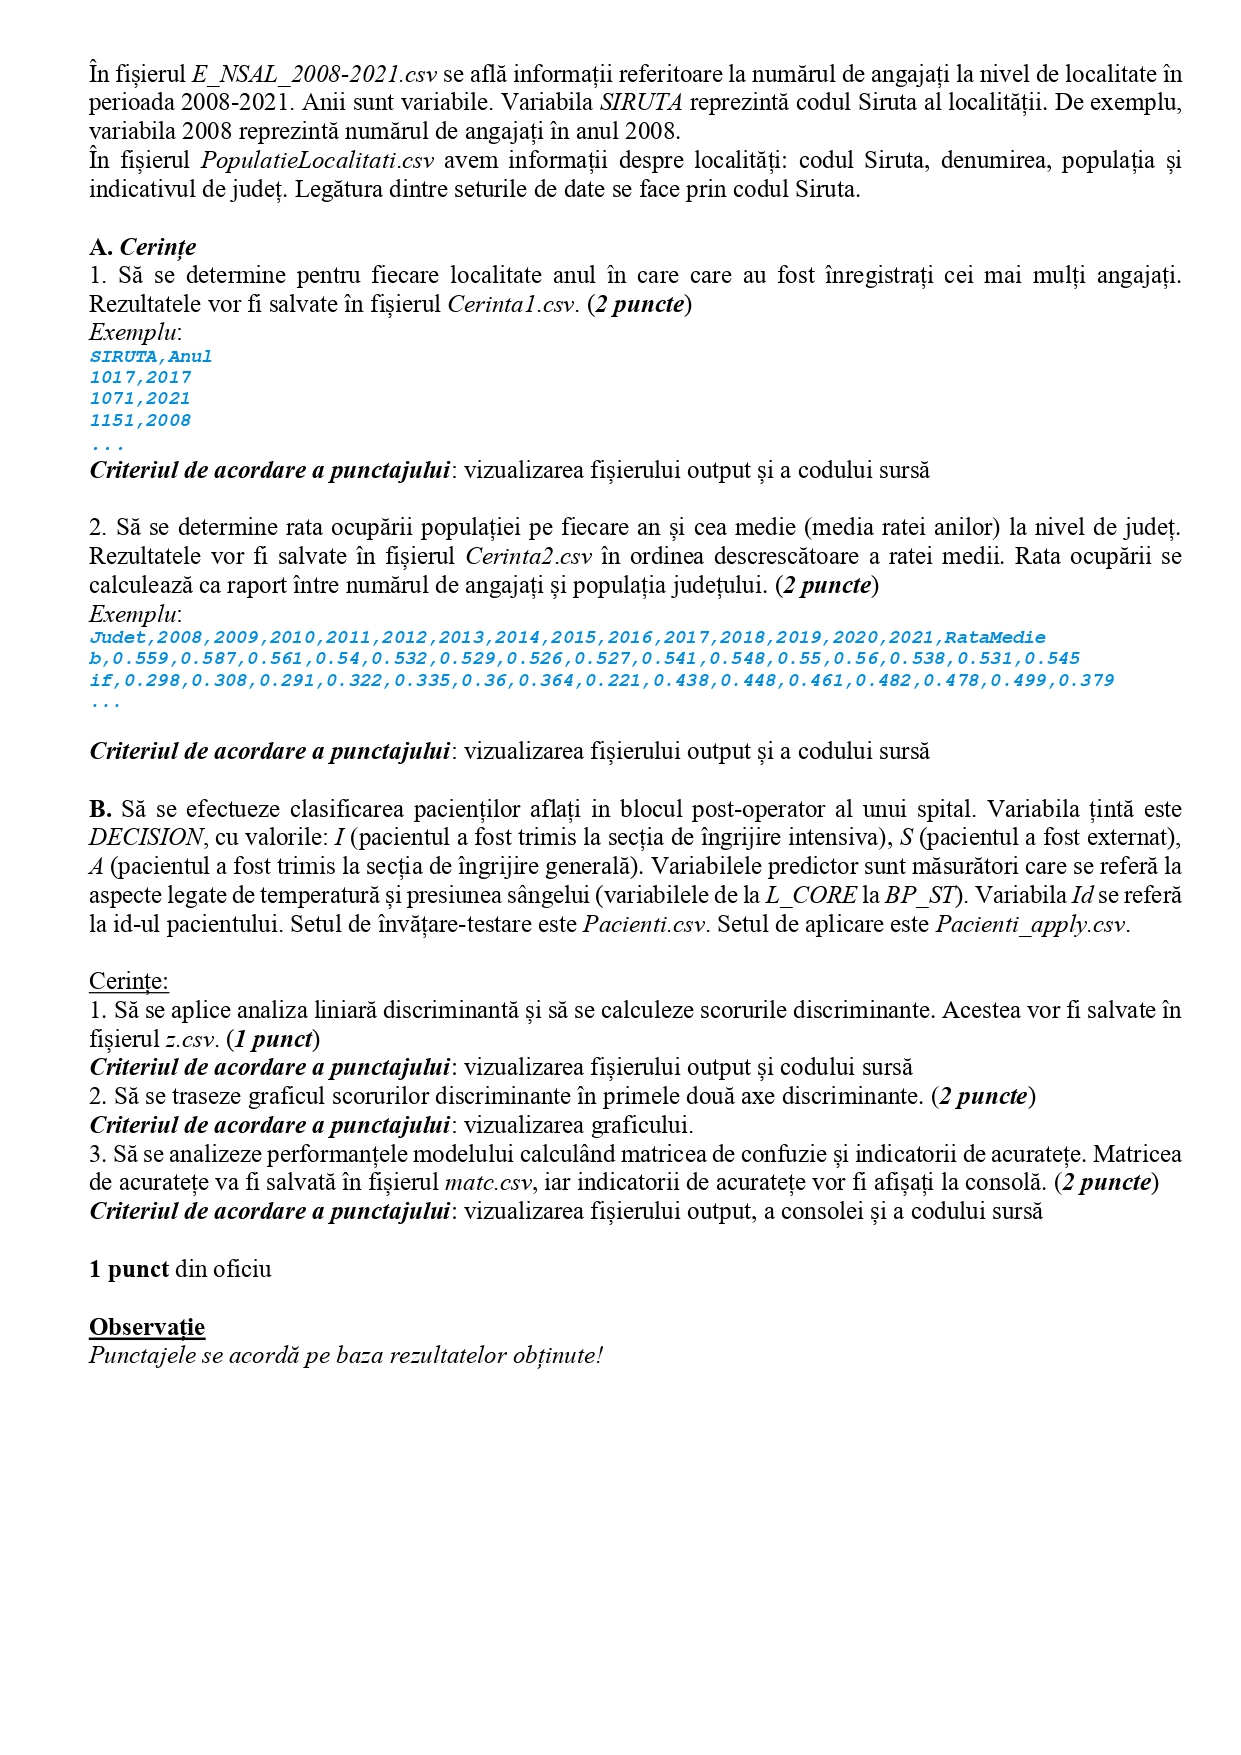 În fișierul E_NSAL_2008-2021.csv se află informații referitoare la numărul de angajați la nivel de localitate în
perioada 2008-2021. Anii sunt variabile. Variabila SIRUTA reprezintă codul Siruta al localității. De exemplu,
variabila 2008 reprezintă numărul de angajați în anul 2008.
În fișierul PopulatieLocalitati.csv avem informații despre localități: codul Siruta, denumirea, populația și
indicativul de județ. Legătura dintre seturile de date se face prin codul Siruta.
A. Cerințe
1. Să se determine pentru fiecare localitate anul în care care au fost înregistrați cei mai mulți angajați.
Rezultatele vor fi salvate în fișierul Cerinta1.csv. (2 puncte)
Exemplu:
SIRUTA,Anul
1017,2017
1071,2021
1151,2008
...
Criteriul de acordare a punctajului: vizualizarea fișierului output și a codului sursă
2. Să se determine rata ocupării populației pe fiecare an și cea medie (media ratei anilor) la nivel de județ.
Rezultatele vor fi salvate în fișierul Cerinta2.csv în ordinea descrescătoare a ratei medii. Rata ocupării se
calculează ca raport între numărul de angajați și populația județului. (2 puncte)
Exemplu:
Judet,2008,2009,2010,2011,2012,2013,2014,2015,2016,2017,2018,2019,2020,2021,RataMedie
b,0.559,0.587,0.561,0.54,0.532,0.529,0.526,0.527,0.541,0.548,0.55,0.56,0.538,0.531,0.545
if,0.298,0.308,0.291,0.322,0.335,0.36,0.364,0.221,0.438,0.448,0.461,0.482,0.478,0.499,0.379
...
Criteriul de acordare a punctajului: vizualizarea fișierului output și a codului sursă
B. Să se efectueze clasificarea pacienților aflați in blocul post-operator al unui spital. Variabila țintă este
DECISION, cu valorile: I (pacientul a fost trimis la secția de îngrijire intensiva), S (pacientul a fost externat),
A (pacientul a fost trimis la secția de îngrijire generală). Variabilele predictor sunt măsurători care se referă la
aspecte legate de temperatură și presiunea sângelui (variabilele de la L_CORE la BP_ST). Variabila Id se referă
la id-ul pacientului. Setul de învățare-testare este Pacienti.csv. Setul de aplicare este Pacienti_apply.csv.
Cerințe:
1. Să se aplice analiza liniară discriminantă și să se calculeze scorurile discriminante. Acestea vor fi salvate în
fișierul z.csv. (1 punct)
Criteriul de acordare a punctajului: vizualizarea fișierului output și codului sursă
2. Să se traseze graficul scorurilor discriminante în primele două axe discriminante. (2 puncte)
Criteriul de acordare a punctajului: vizualizarea graficului.
3. Să se analizeze performanțele modelului calculând matricea de confuzie și indicatorii de acuratețe. Matricea
de acuratețe va fi salvată în fișierul matc.csv, iar indicatorii de acuratețe vor fi afișați la consolă. (2 puncte)
Criteriul de acordare a punctajului: vizualizarea fișierului output, a consolei și a codului sursă
1 punct din oficiu
Observație
Punctajele se acordă pe baza rezultatelor obținute!